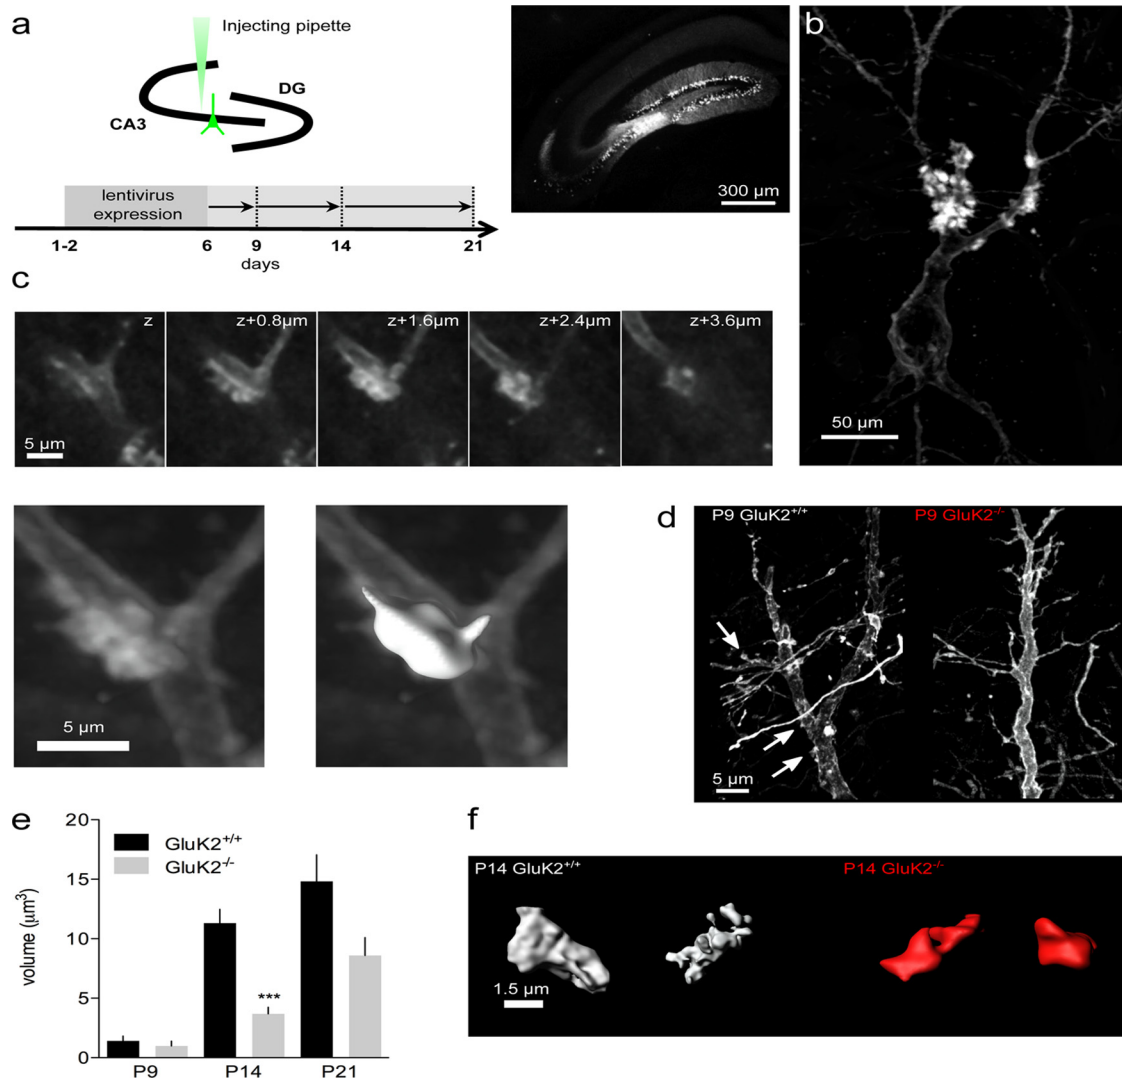 a
Injecting pipette
DG
CA3
lentivirus
expression
1-2 6 9 14 21
days
300 µm
b
50 µm
c
z
z+0.8µm
z+1.6µm
z+2.4µm
z+3.6µm
5 µm
5 µm
d
P9 GluK2+/+
P9 GluK2-/-
5 µm
e
20
15
10
5
0
volume (µm³)
GluK2+/+
GluK2-/-
***
P9 P14 P21
f
P14 GluK2+/+
P14 GluK2-/-
1.5 µm